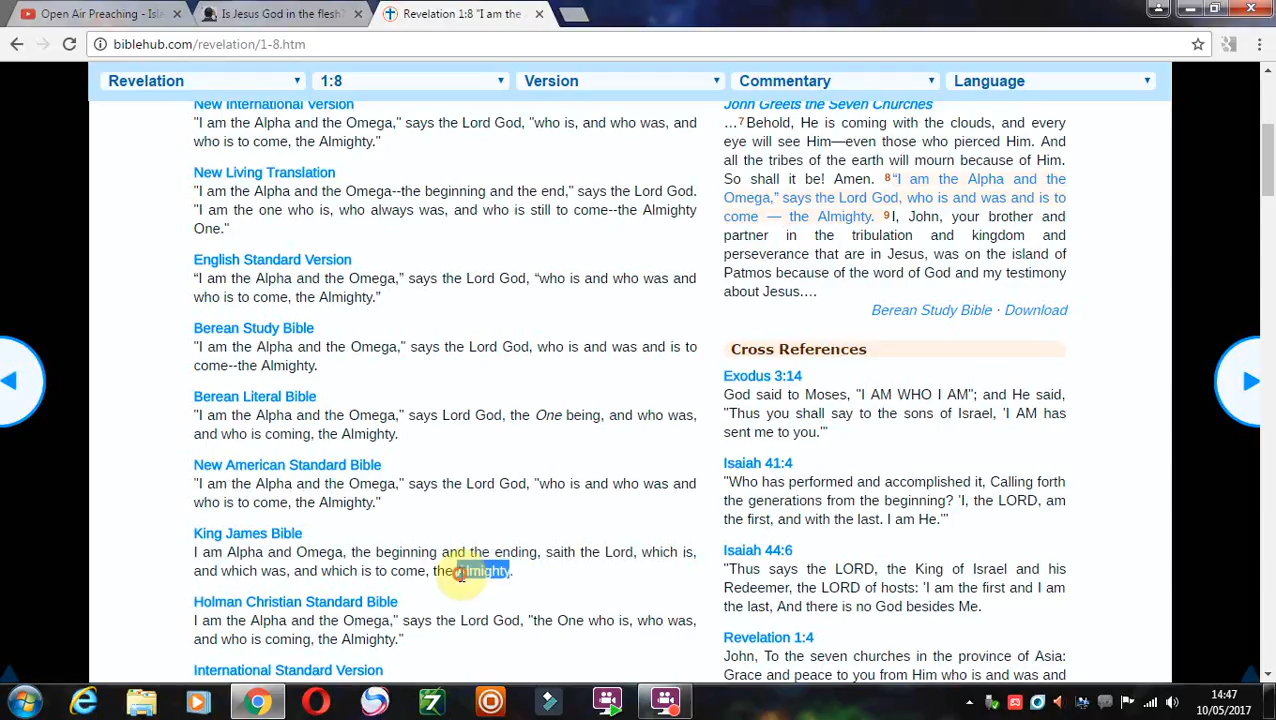 Open Air Preaching - Isl
Is Jesus God in the flesh?
Revelation 1:8 "I am the
biblehub.com/revelation/1-8.htm
Revelation
1:8
Version
Commentary
Language
New International Version
"I am the Alpha and the Omega," says the Lord God, "who is, and who was, and
who is to come, the Almighty."
New Living Translation
"I am the Alpha and the Omega--the beginning and the end," says the Lord God.
"I am the one who is, who always was, and who is still to come--the Almighty
One."
English Standard Version
“I am the Alpha and the Omega,” says the Lord God, “who is and who was and
who is to come, the Almighty.”
Berean Study Bible
"I am the Alpha and the Omega," says the Lord God, who is and was and is to
come--the Almighty.
Berean Literal Bible
"I am the Alpha and the Omega," says Lord God, the One being, and who was,
and who is coming, the Almighty.
New American Standard Bible
"I am the Alpha and the Omega," says the Lord God, "who is and who was and
who is to come, the Almighty."
King James Bible
I am Alpha and Omega, the beginning and the ending, saith the Lord, which is,
and which was, and which is to come, the Almighty.
Holman Christian Standard Bible
I am the Alpha and the Omega," says the Lord God, "the One who is, who was,
and who is coming, the Almighty."
International Standard Version
John Greets the Seven Churches
…7Behold, He is coming with the clouds, and every
eye will see Him—even those who pierced Him. And
all the tribes of the earth will mourn because of Him.
So shall it be! Amen. 8“I am the Alpha and the
Omega,” says the Lord God, who is and was and is to
come — the Almighty. 9I, John, your brother and
partner in the tribulation and kingdom and
perseverance that are in Jesus, was on the island of
Patmos because of the word of God and my testimony
about Jesus.…
Berean Study Bible · Download
Cross References
Exodus 3:14
God said to Moses, "I AM WHO I AM"; and He said,
"Thus you shall say to the sons of Israel, 'I AM has
sent me to you.'"
Isaiah 41:4
"Who has performed and accomplished it, Calling forth
the generations from the beginning? 'I, the LORD, am
the first, and with the last. I am He.'"
Isaiah 44:6
"Thus says the LORD, the King of Israel and his
Redeemer, the LORD of hosts: 'I am the first and I am
the last, And there is no God besides Me.
Revelation 1:4
John, To the seven churches in the province of Asia:
Grace and peace to you from Him who is and was and
14:47
10/05/2017